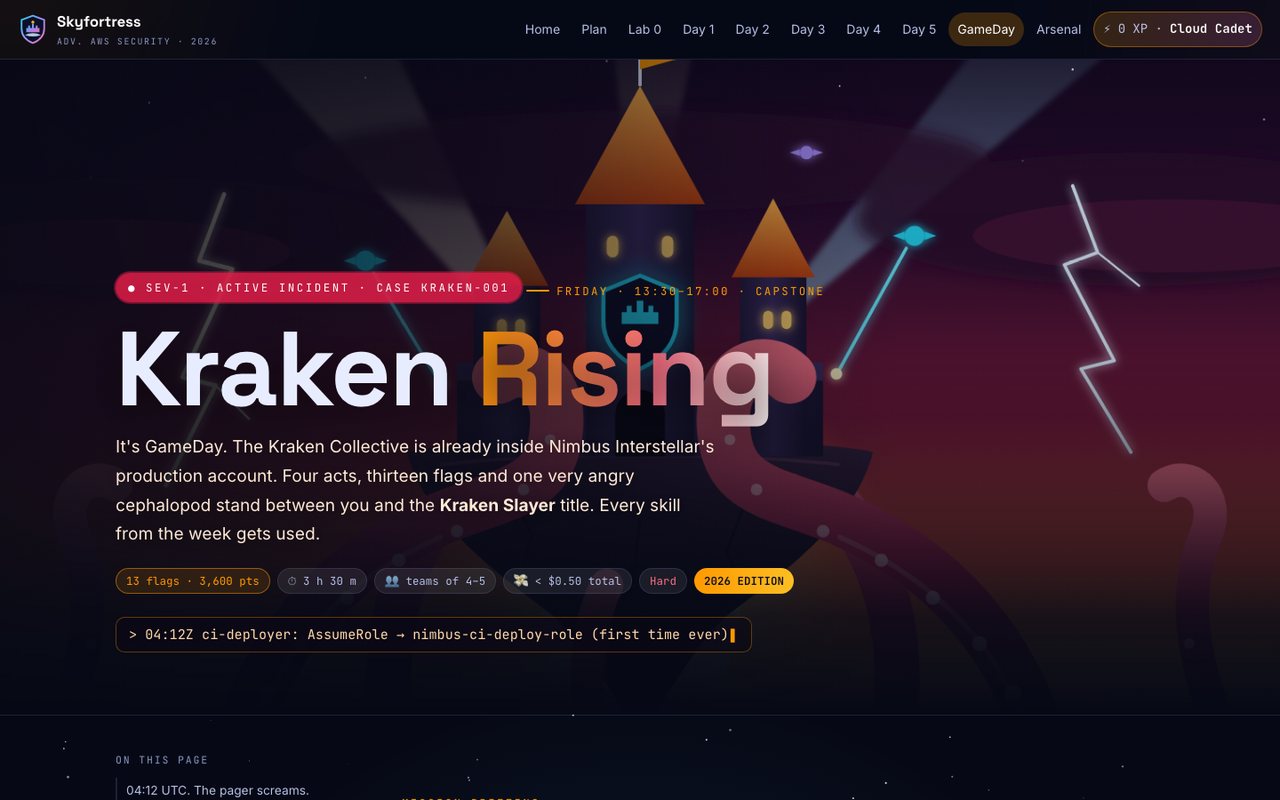 Skyfortress
ADV. AWS SECURITY · 2026
Home Plan Lab 0 Day 1 Day 2 Day 3 Day 4 Day 5 GameDay Arsenal ⚡ 0 XP · Cloud Cadet
● SEV-1 · ACTIVE INCIDENT · CASE KRAKEN-001
FRIDAY · 13:30–17:00 · CAPSTONE
Kraken Rising
It's GameDay. The Kraken Collective is already inside Nimbus Interstellar's
production account. Four acts, thirteen flags and one very angry
cephalopod stand between you and the Kraken Slayer title. Every skill
from the week gets used.
13 flags · 3,600 pts ⏱ 3 h 30 m 👥 teams of 4–5 💸 < $0.50 total Hard 2026 EDITION
> 04:12Z ci-deployer: AssumeRole → nimbus-ci-deploy-role (first time ever)
ON THIS PAGE
04:12 UTC. The pager screams.